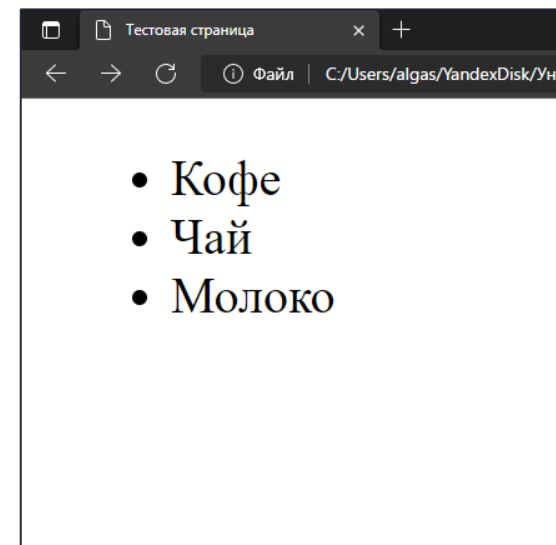 Тестовая страница
Файл C:/Users/algas/YandexDisk/Ун
Кофе
Чай
Молоко